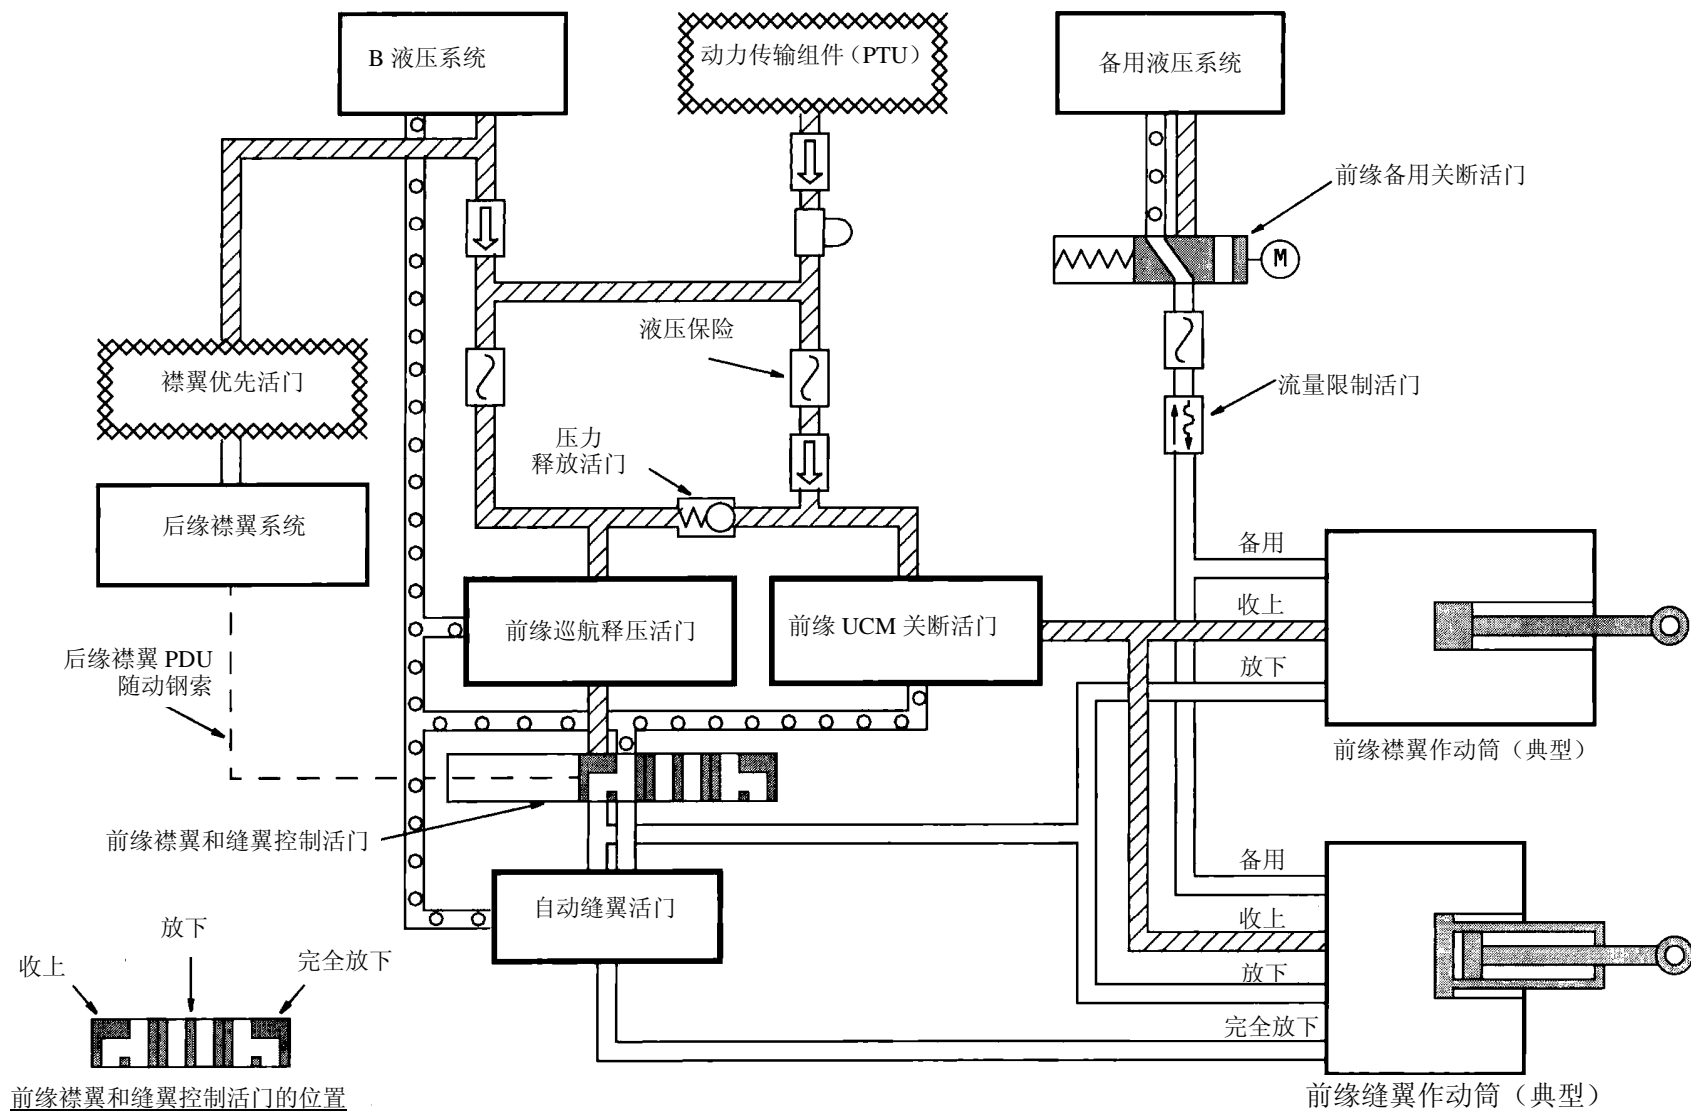 B 液压系统
动力传输组件（PTU）
备用液压系统
前缘备用关断活门
M
液压保险
襟翼优先活门
流量限制活门
压力
释放活门
后缘襟翼系统
备用
收上
放下
前缘巡航释压活门
前缘 UCM 关断活门
后缘襟翼 PDU
随动钢索
前缘襟翼作动筒（典型）
前缘襟翼和缝翼控制活门
备用
收上
放下
完全放下
自动缝翼活门
放下
收上
完全放下
前缘襟翼和缝翼控制活门的位置
前缘缝翼作动筒（典型）